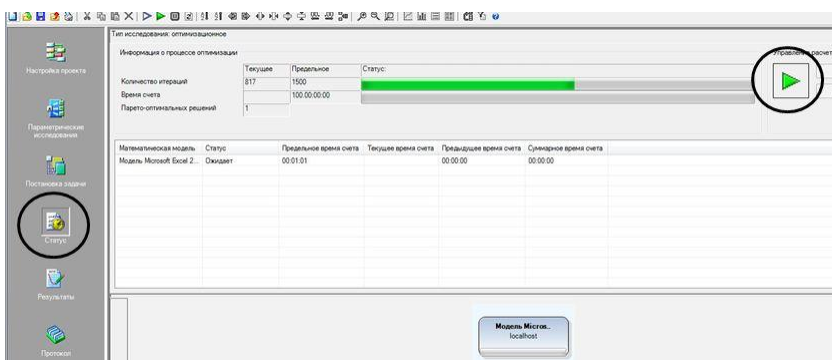 Тип исследования: оптимизационное
Информация о процессе оптимизации
Управление расчет
Настройка проекта
Текущее Предельное Статус:
Количество итераций 817 1500
Время счета 100.00:00:00
Парето-оптимальных решений 1
Параметрические исследования
Математическая модель Статус Предельное время счета Текущее время счета Предыдущее время счета Суммарное время счета
Модель Microsoft Excel 2... Ожидает 00:01:01 00:00:00 00:00:00
Постановка задачи
Статус
Результаты
Модель Micros..
localhost
Протокол